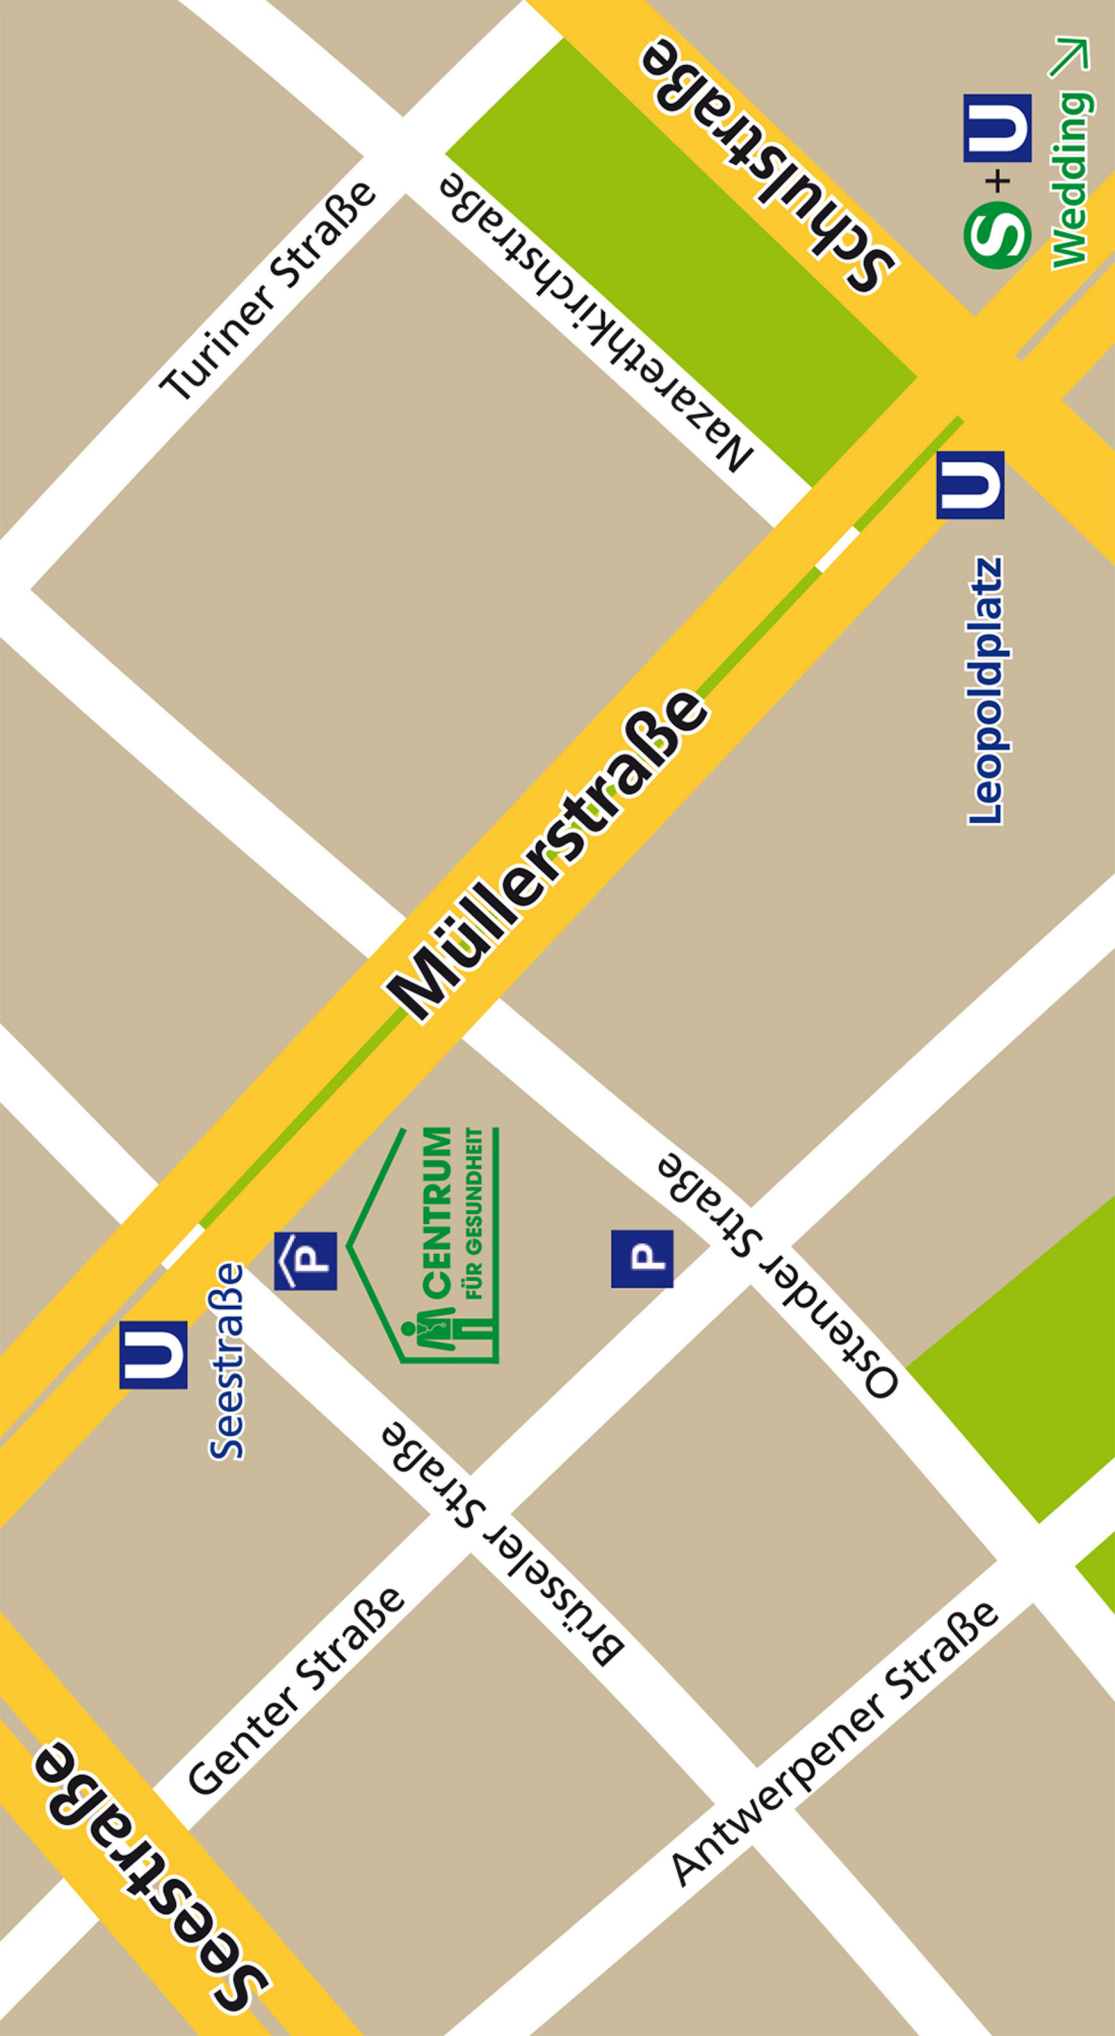 Seestraße
U
Seestraße
Turiner Straße
Genter Straße
P
CENTRUM
FÜR GESUNDHEIT
Brüsseler Straße
Müllerstraße
Nazarethkirchstraße
P
Schulstraße
Ostender Straße
Antwerpener Straße
U
Leopoldplatz
S+U
Wedding